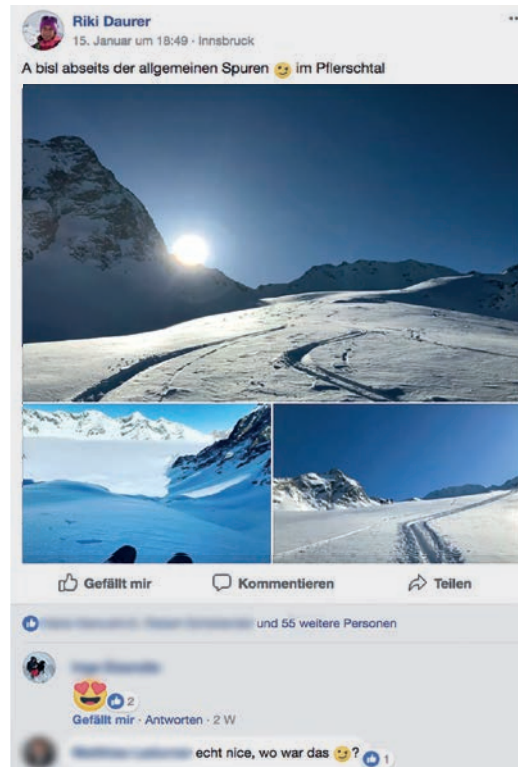 Riki Daurer
15. Januar um 18:49 · Innsbruck
A bisl abseits der allgemeinen Spuren 😉 im Pflerschtal
Gefällt mir Kommentieren Teilen
und 55 weitere Personen
😍 2
Gefällt mir · Antworten · 2 W
echt nice, wo war das 😉? 1